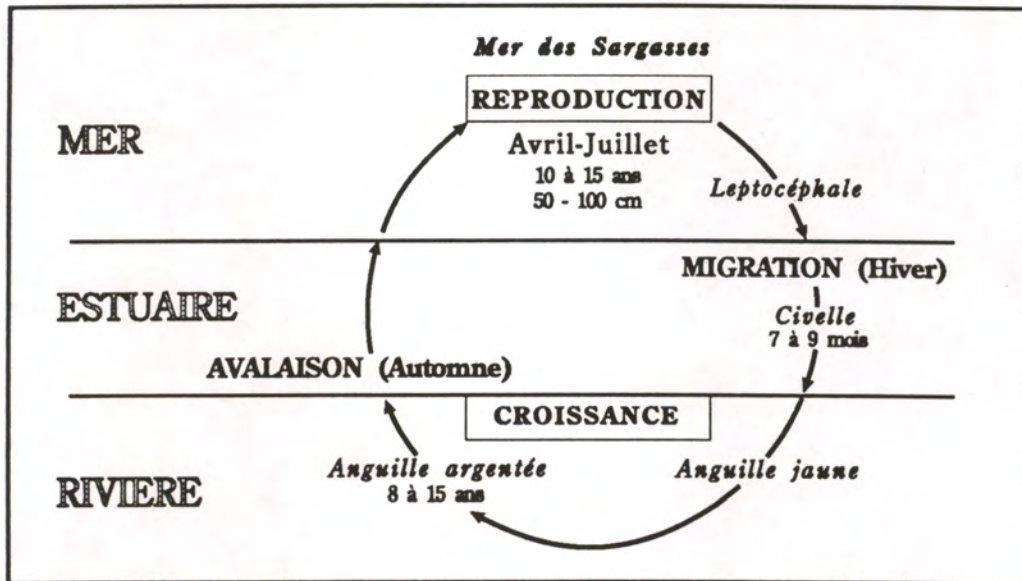 Mer des Sargasses
REPRODUCTION
MER
Avril-Juillet
10 à 15 ans
50 - 100 cm
Leptocéphale
MIGRATION (Hiver)
ESTUAIRE
Civelle
7 à 9 mois
AVALAISON (Automne)
CROISSANCE
Anguille argentée
8 à 15 ans
Anguille jaune
RIVIERE